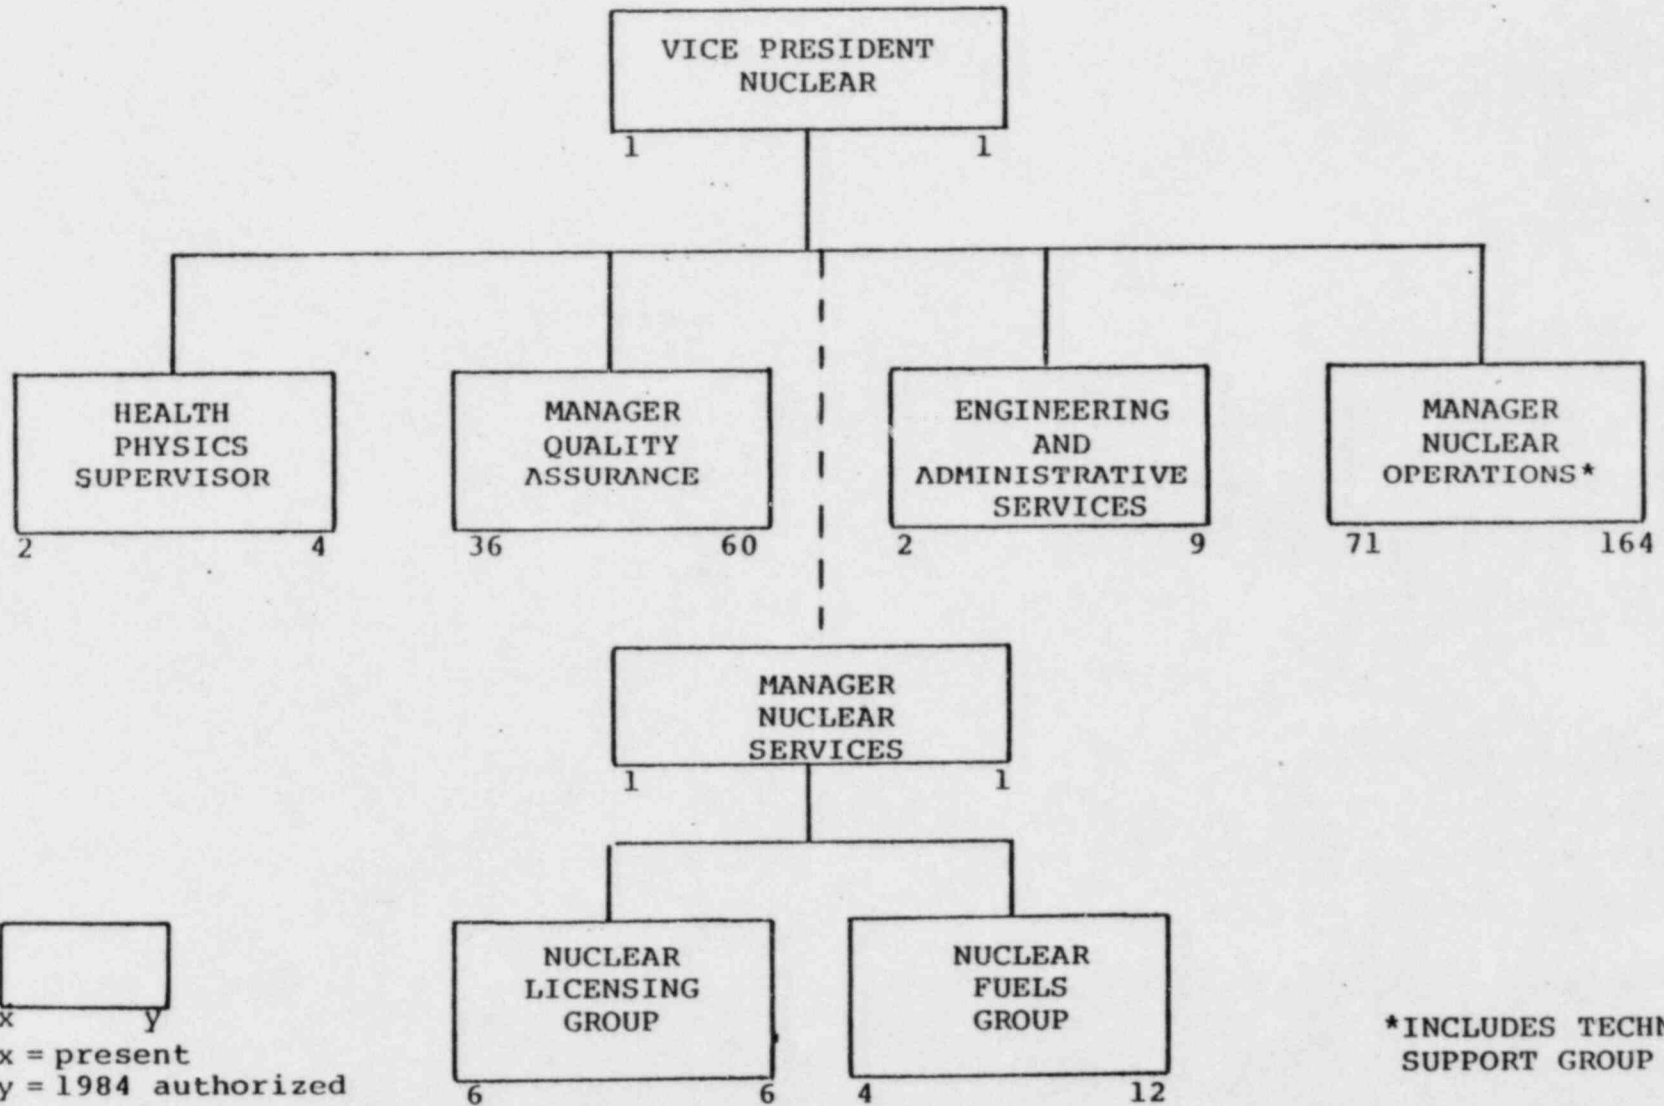 VICE PRESIDENT
NUCLEAR
1 1
HEALTH
PHYSICS
SUPERVISOR
2 4
MANAGER
QUALITY
ASSURANCE
36 60
ENGINEERING
AND
ADMINISTRATIVE
SERVICES
2 9
MANAGER
NUCLEAR
OPERATIONS*
71 164
MANAGER
NUCLEAR
SERVICES
1 1
NUCLEAR
LICENSING
GROUP
6 6
NUCLEAR
FUELS
GROUP
4 12
x y
x = present
y = 1984 authorized
*INCLUDES
SUPPORT GROUP